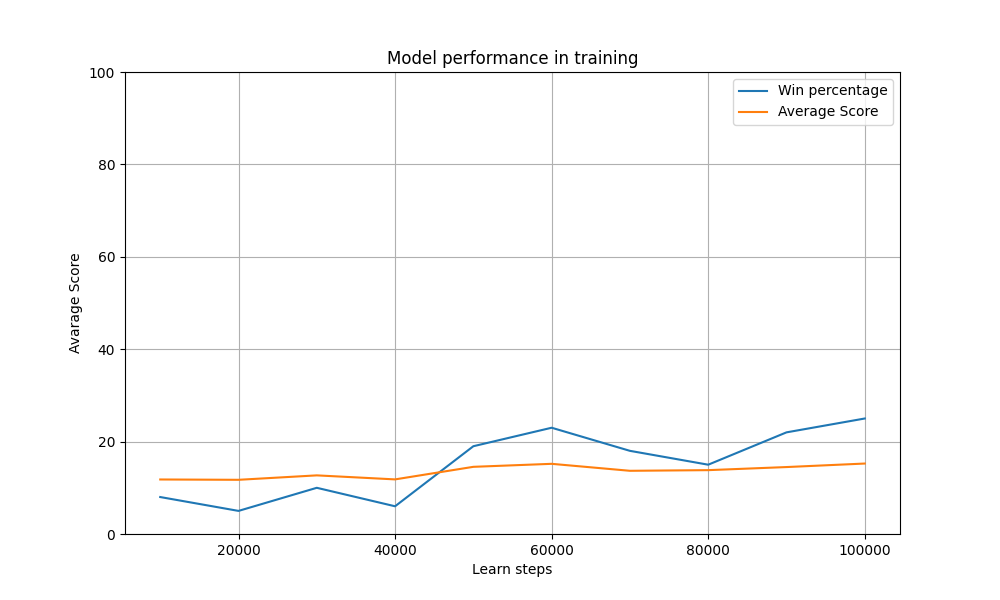 Model performance in training
Win percentage
Average Score
100
80
60
40
20
0
Avarage Score
20000
40000
60000
80000
100000
Learn steps